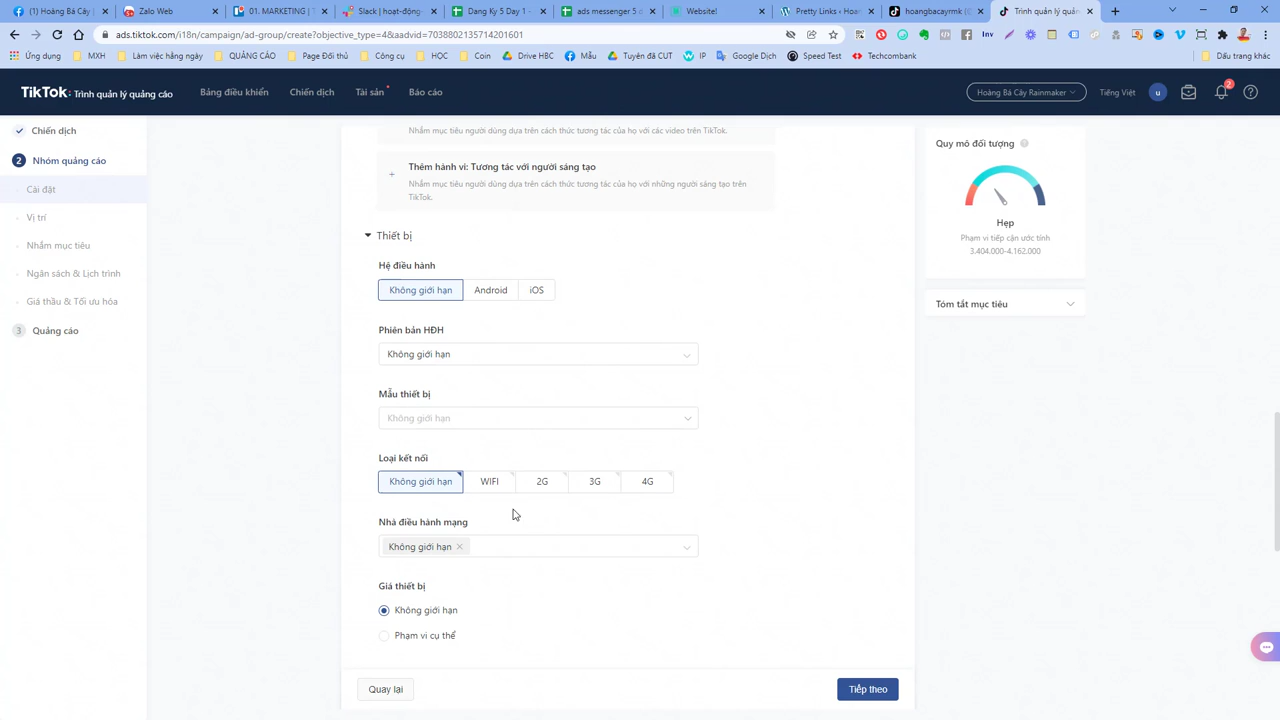 (1) Hoàng Bá Cây |
Zalo Web
01. MARKETING | T
Slack | hoạt-động-
Dang Ky 5 Day 1 -
ads messenger 5 d
Website!
Pretty Links ‹ Hoan
hoangbacayrmk (@
Trình quản lý quảng
ads.tiktok.com/i18n/campaign/ad-group/create?objective_type=4&aadvid=7038802135714201601
Ứng dụng
MXH
Làm việc hằng ngày
QUẢNG CÁO
Page Đối thủ
Công cụ
HỌC
Coin
Drive HBC
Mẫu
Tuyên đã CUT
IP
Google Dịch
Speed Test
Techcombank
Dấu trang khác
TikTok: Trình quản lý quảng cáo
Bảng điều khiển
Chiến dịch
Tài sản
Báo cáo
Hoàng Bá Cây Rainmaker
Tiếng Việt
u
2
Chiến dịch
2 Nhóm quảng cáo
Cài đặt
Vị trí
Nhắm mục tiêu
Ngân sách & Lịch trình
Giá thầu & Tối ưu hóa
3 Quảng cáo
Nhắm mục tiêu người dùng dựa trên cách thức tương tác của họ với các video trên TikTok.
Thêm hành vi: Tương tác với người sáng tạo
Nhắm mục tiêu người dùng dựa trên cách thức tương tác của họ với những người sáng tạo trên
TikTok.
Thiết bị
Hệ điều hành
Không giới hạn
Android
iOS
Phiên bản HĐH
Không giới hạn
Mẫu thiết bị
Không giới hạn
Loại kết nối
Không giới hạn
WIFI
2G
3G
4G
Nhà điều hành mạng
Không giới hạn
Giá thiết bị
Không giới hạn
Phạm vi cụ thể
Quay lại
Tiếp theo
Quy mô đối tượng
Hẹp
Phạm vi tiếp cận ước tính
3.404.000-4.162.000
Tóm tắt mục tiêu